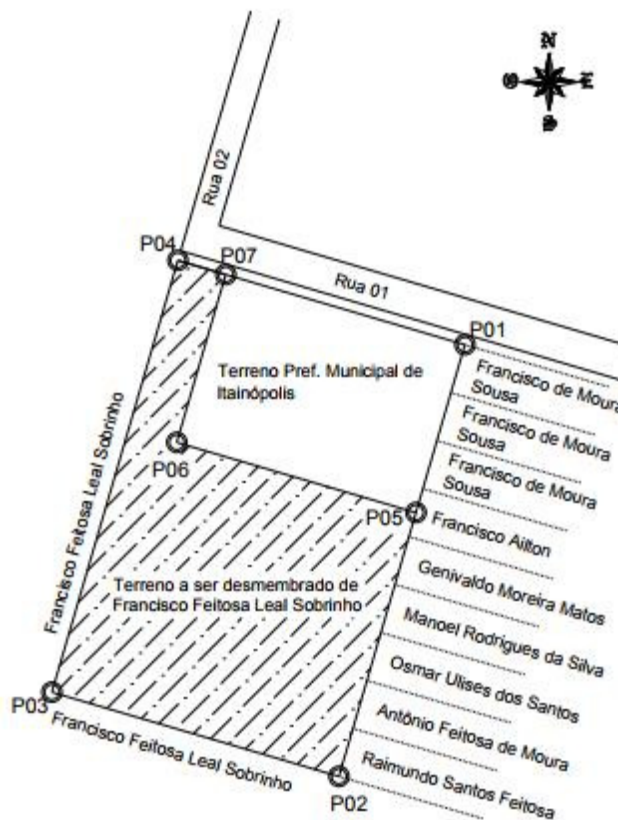 N
Rua 02
P04
P07
Rua 01
P01
Terreno Pref. Municipal de
Itainópolis
Francisco de Moura
Sousa
Francisco de Moura
Sousa
Francisco de Moura
Sousa
P06
P05
Francisco Ailton
Francisco Feitosa Leal Sobrinho
Terreno a ser desmembrado de
Francisco Feitosa Leal Sobrinho
Genivaldo Moreira Matos
Manoel Rodrigues da Silva
Osmar Ulises dos Santos
Antônio Feitosa de Moura
Raimundo Santos Feitosa
P03
Francisco Feitosa Leal Sobrinho
P02